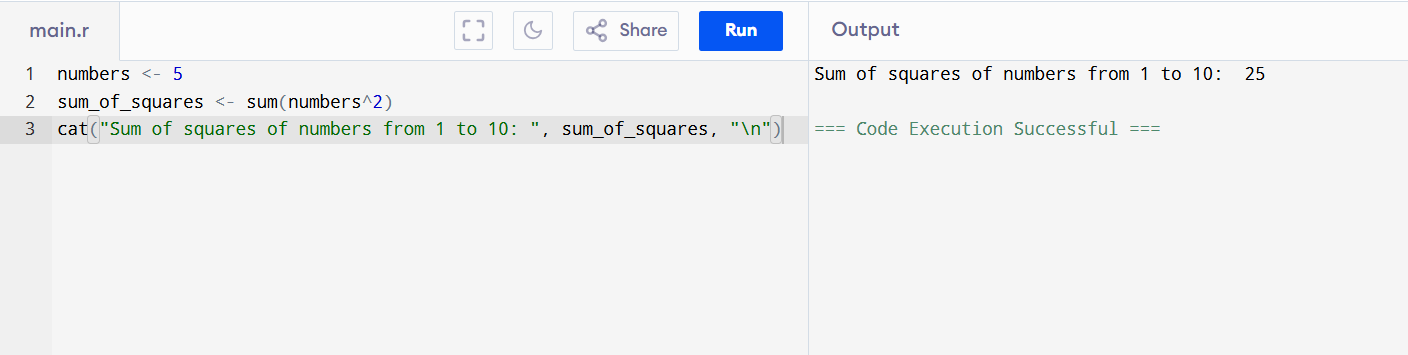 main.r
Share
Run
Output
1 numbers <- 5
2 sum_of_squares <- sum(numbers^2)
3 cat("Sum of squares of numbers from 1 to 10: ", sum_of_squares, "\n")
Sum of squares of numbers from 1 to 10:  25
=== Code Execution Successful ===